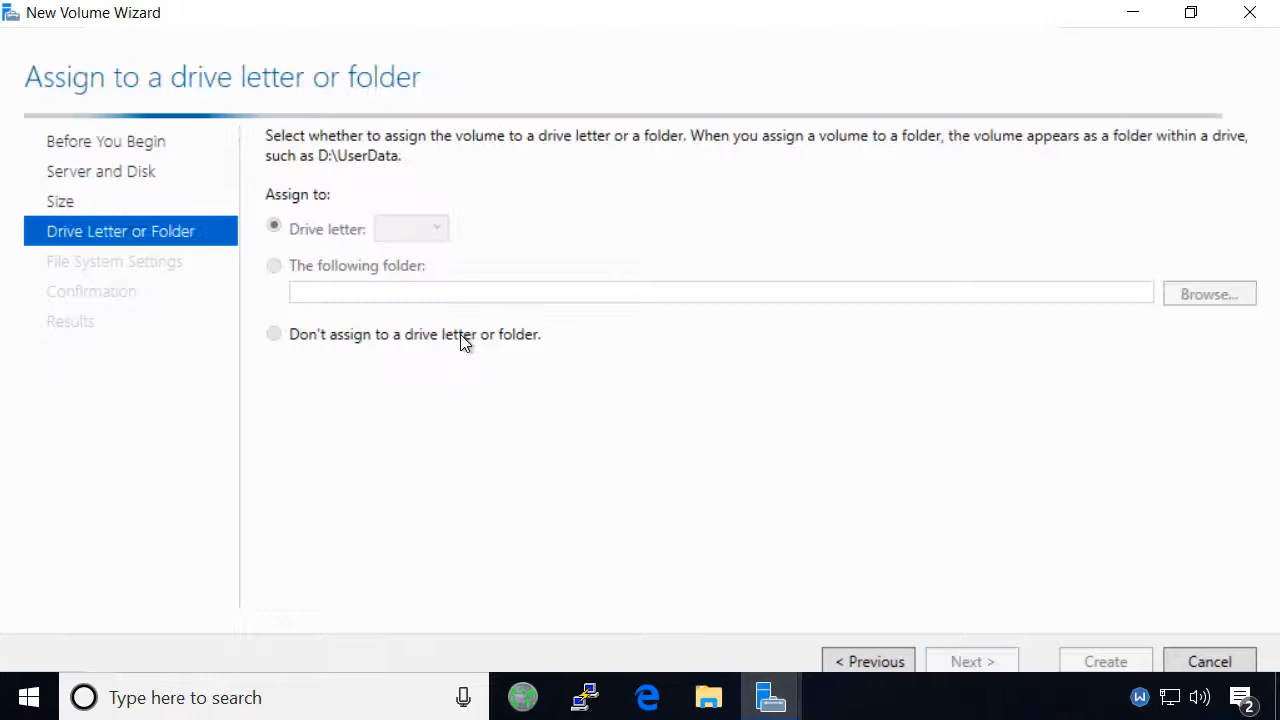 New Volume Wizard
Assign to a drive letter or folder
Before You Begin
Server and Disk
Size
Drive Letter or Folder
File System Settings
Confirmation
Results
Select whether to assign the volume to a drive letter or a folder. When you assign a volume to a folder, the volume appears as a folder within a drive,
such as D:\UserData.
Assign to:
Drive letter:
The following folder:
Browse...
Don't assign to a drive letter or folder.
< Previous
Next >
Create
Cancel
Type here to search
W
2